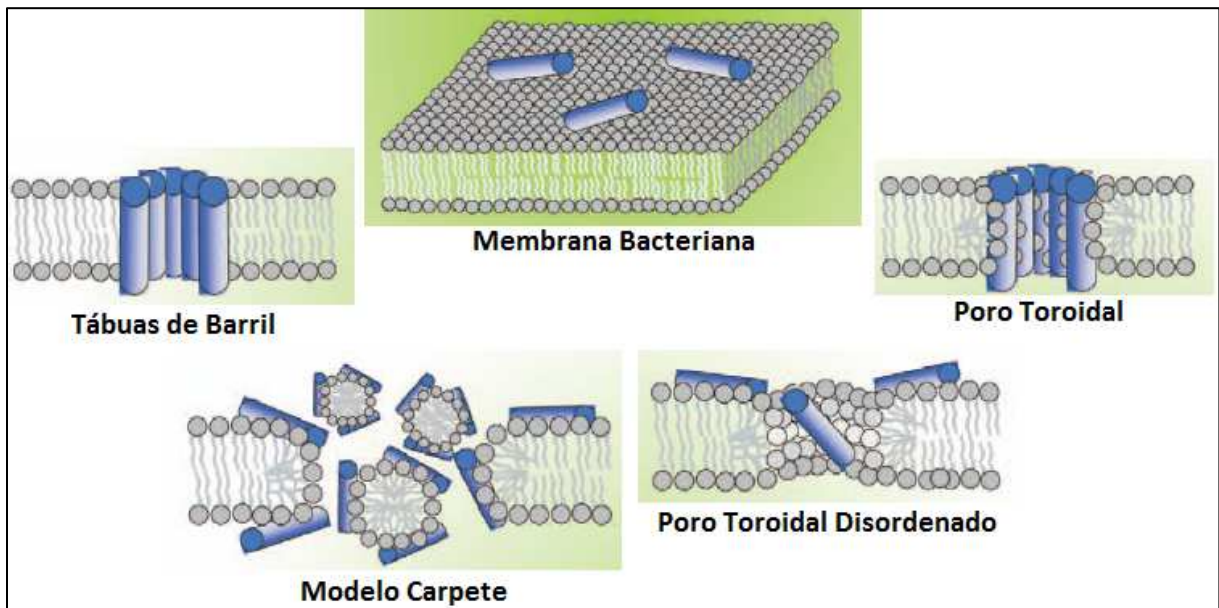 Membrana Bacteriana
Tábuas de Barril
Poro Toroidal
Modelo Carpete
Poro Toroidal Disordenado